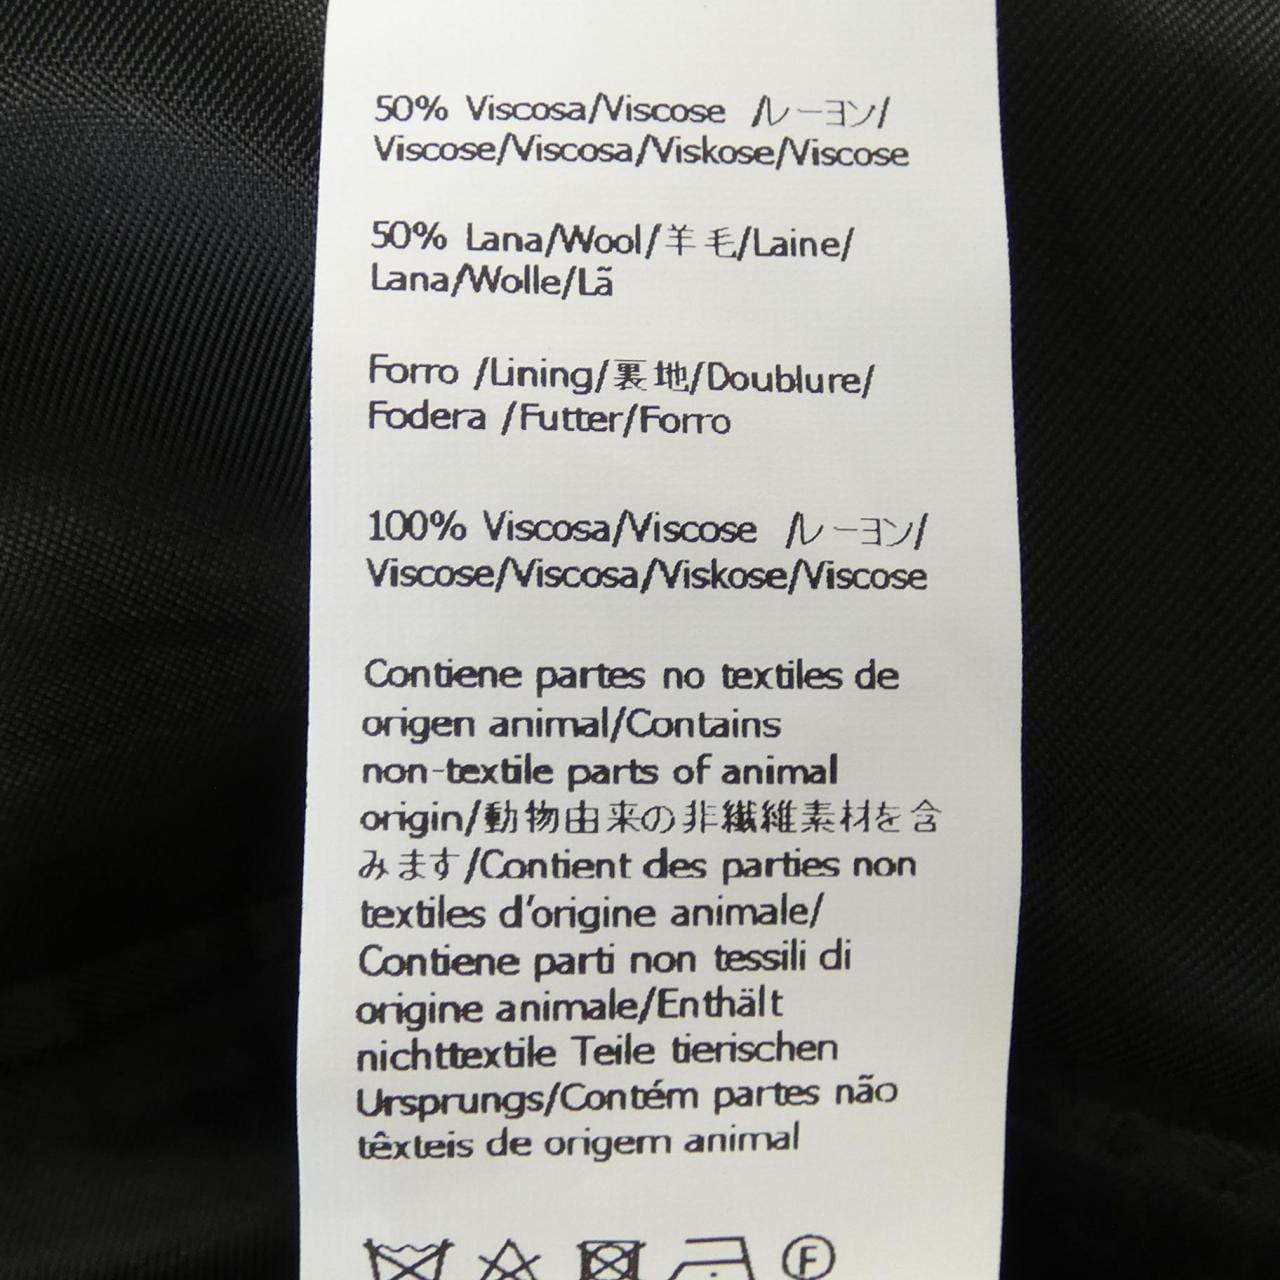 50% Viscosa/Viscose /レーヨン/
Viscose/Viscosa/Viskose/Viscose
50% Lana/Wool/羊毛/Laine/
Lana/Wolle/Lã
Forro /Lining/裏地/Doublure/
Fodera /Futter/Forro
100% Viscosa/Viscose /レーヨン/
Viscose/Viscosa/Viskose/Viscose
Contiene partes no textiles de
origen animal/Contains
non-textile parts of animal
origin/動物由来の非繊維素材を含
みます/Contient des parties non
textiles d'origine animale/
Contiene parti non tessili di
origine animale/Enthält
nichttextile Teile tierischen
Ursprungs/Contém partes não
têxteis de origem animal
F